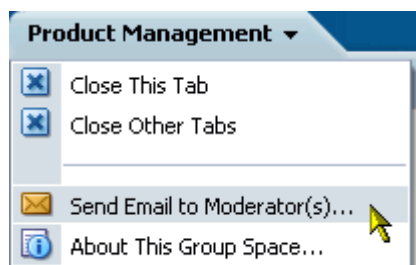 Product Management
Close This Tab
Close Other Tabs
Send Email to Moderator(s)...
About This Group Space...